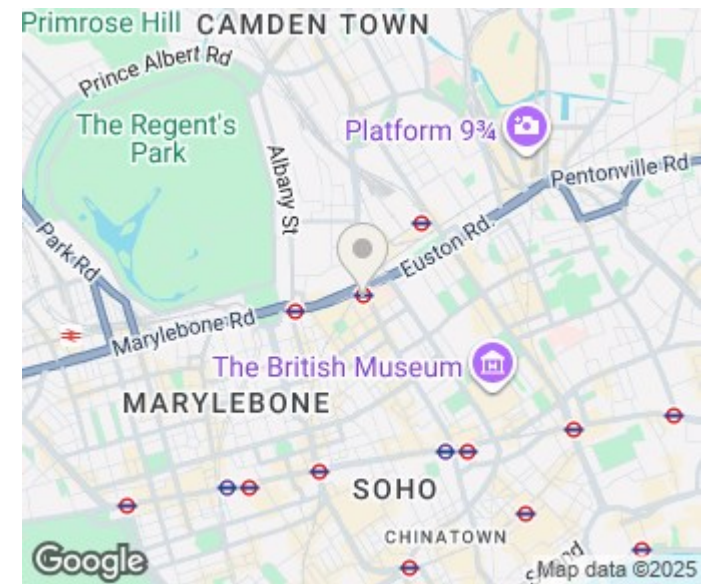 Primrose Hill
CAMDEN TOWN
Prince Albert Rd
The Regent's
Park
Albany St
Platform 9¾
Pentonville Rd
Park Rd
Euston Rd.
Marylebone Rd
The British Museum
MARYLEBONE
SOHO
CHINATOWN
Google
Map data ©2025